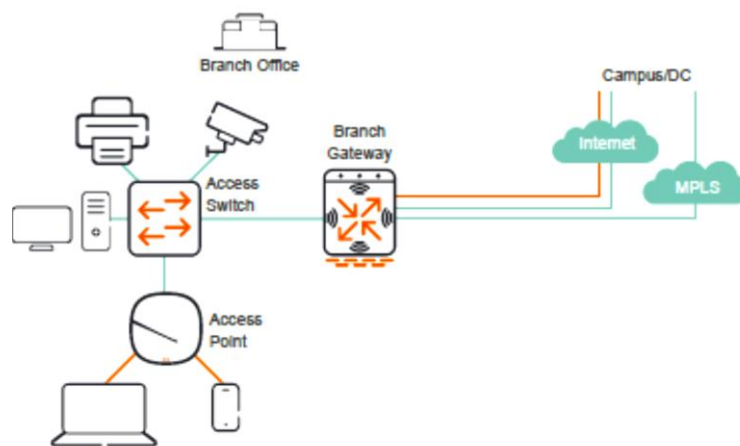 Branch Office
Campus/DC
Branch
Gateway
Internet
Access
Switch
MPLS
Access
Point